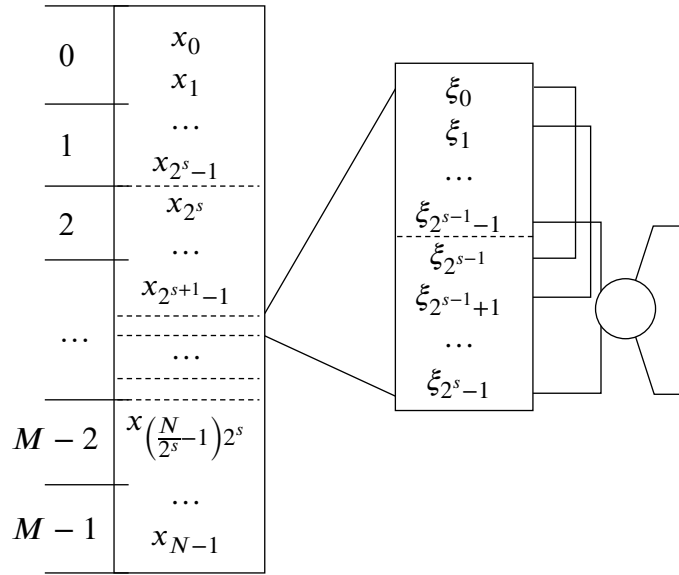 0
1
2
...
M − 2
M − 1
x_0
x_1
...
x_{2^s−1}
x_{2^s}
...
x_{2^{s+1}−1}
...
x_{(\frac{N}{2^s}−1)2^s}
...
x_{N−1}
ξ_0
ξ_1
...
ξ_{2^{s−1}−1}
ξ_{2^{s−1}}
ξ_{2^{s−1}+1}
...
ξ_{2^s−1}